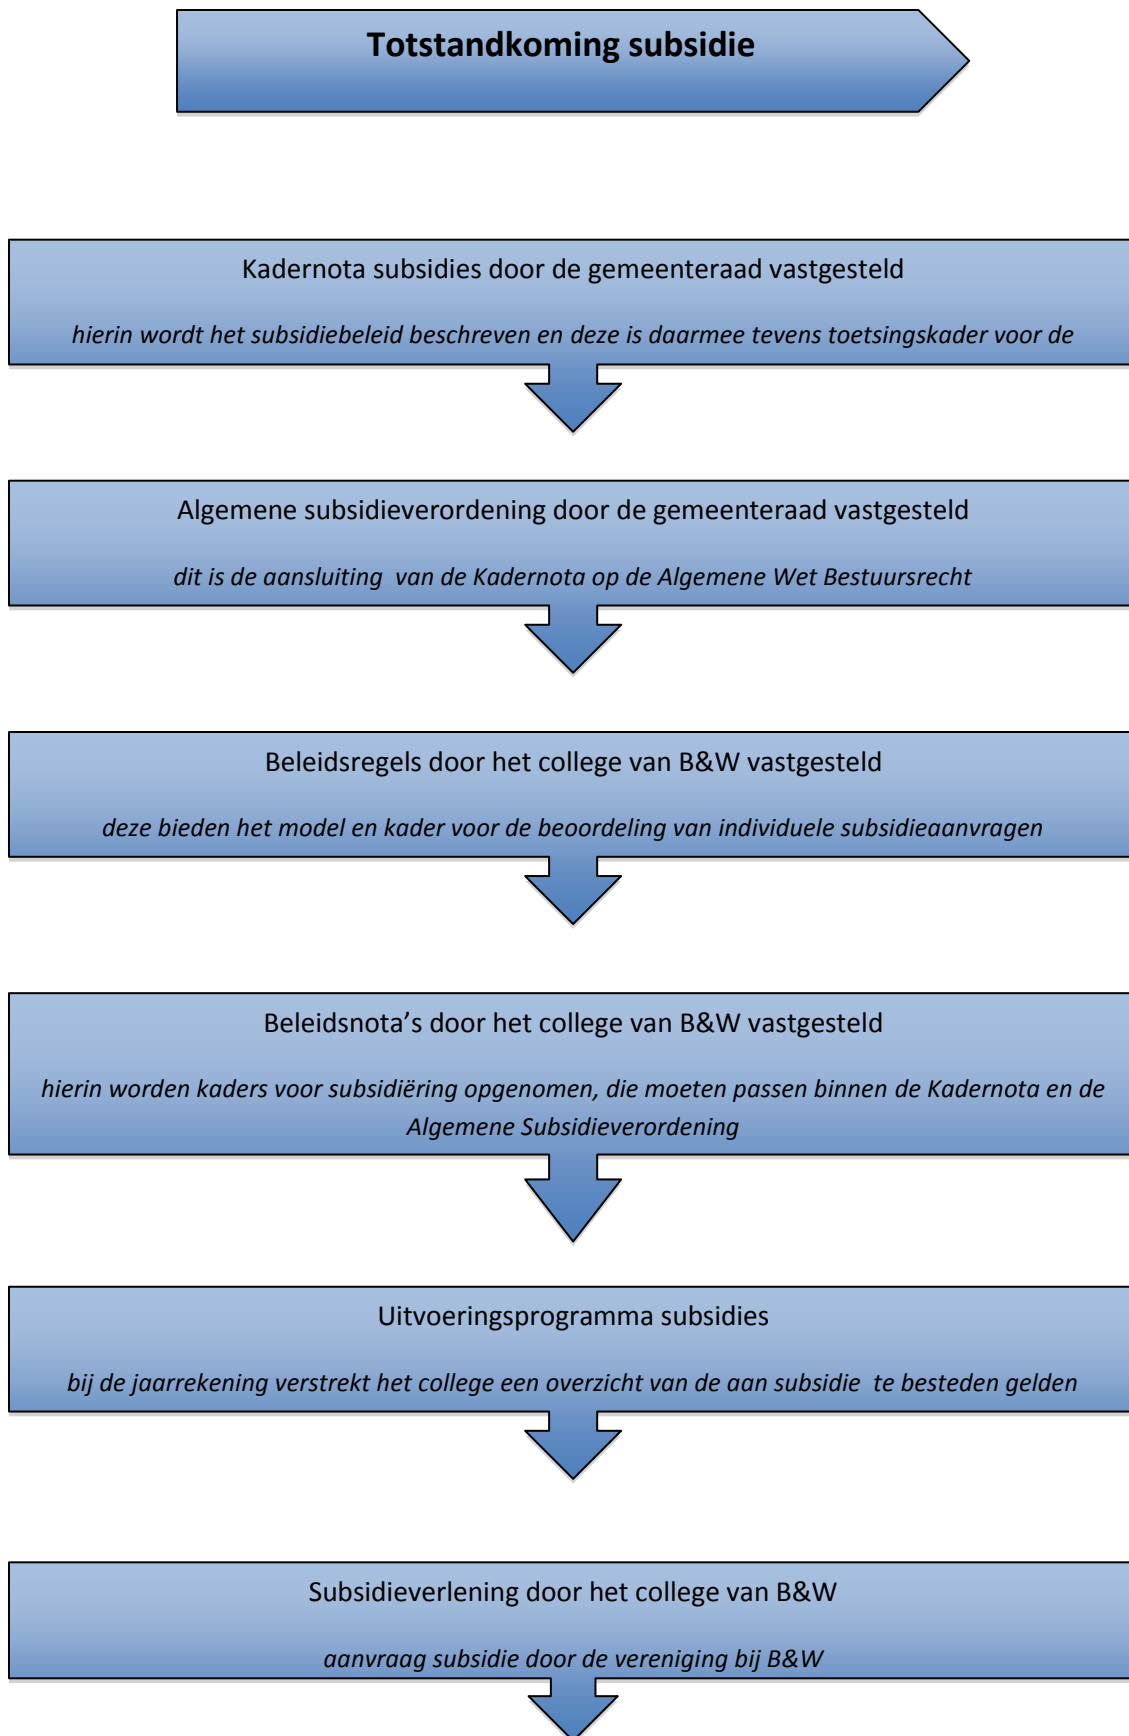 Totstandkoming subsidie
Kadernota subsidies door de gemeenteraad vastgesteld
hierin wordt het subsidiebeleid beschreven en deze is daarmee tevens toetsingskader voor de
Algemene subsidieverordening door de gemeenteraad vastgesteld
dit is de aansluiting van de Kadernota op de Algemene Wet Bestuursrecht
Beleidsregels door het college van B&W vastgesteld
deze bieden het model en kader voor de beoordeling van individuele subsidieaanvragen
Beleidsnota's door het college van B&W vastgesteld
hierin worden kaders voor subsidiëring opgenomen, die moeten passen binnen de Kadernota en de
Algemene Subsidieverordening
Uitvoeringsprogramma subsidies
bij de jaarrekening verstrekt het college een overzicht van de aan subsidie te besteden gelden
Subsidieverlening door het college van B&W
aanvraag subsidie door de vereniging bij B&W